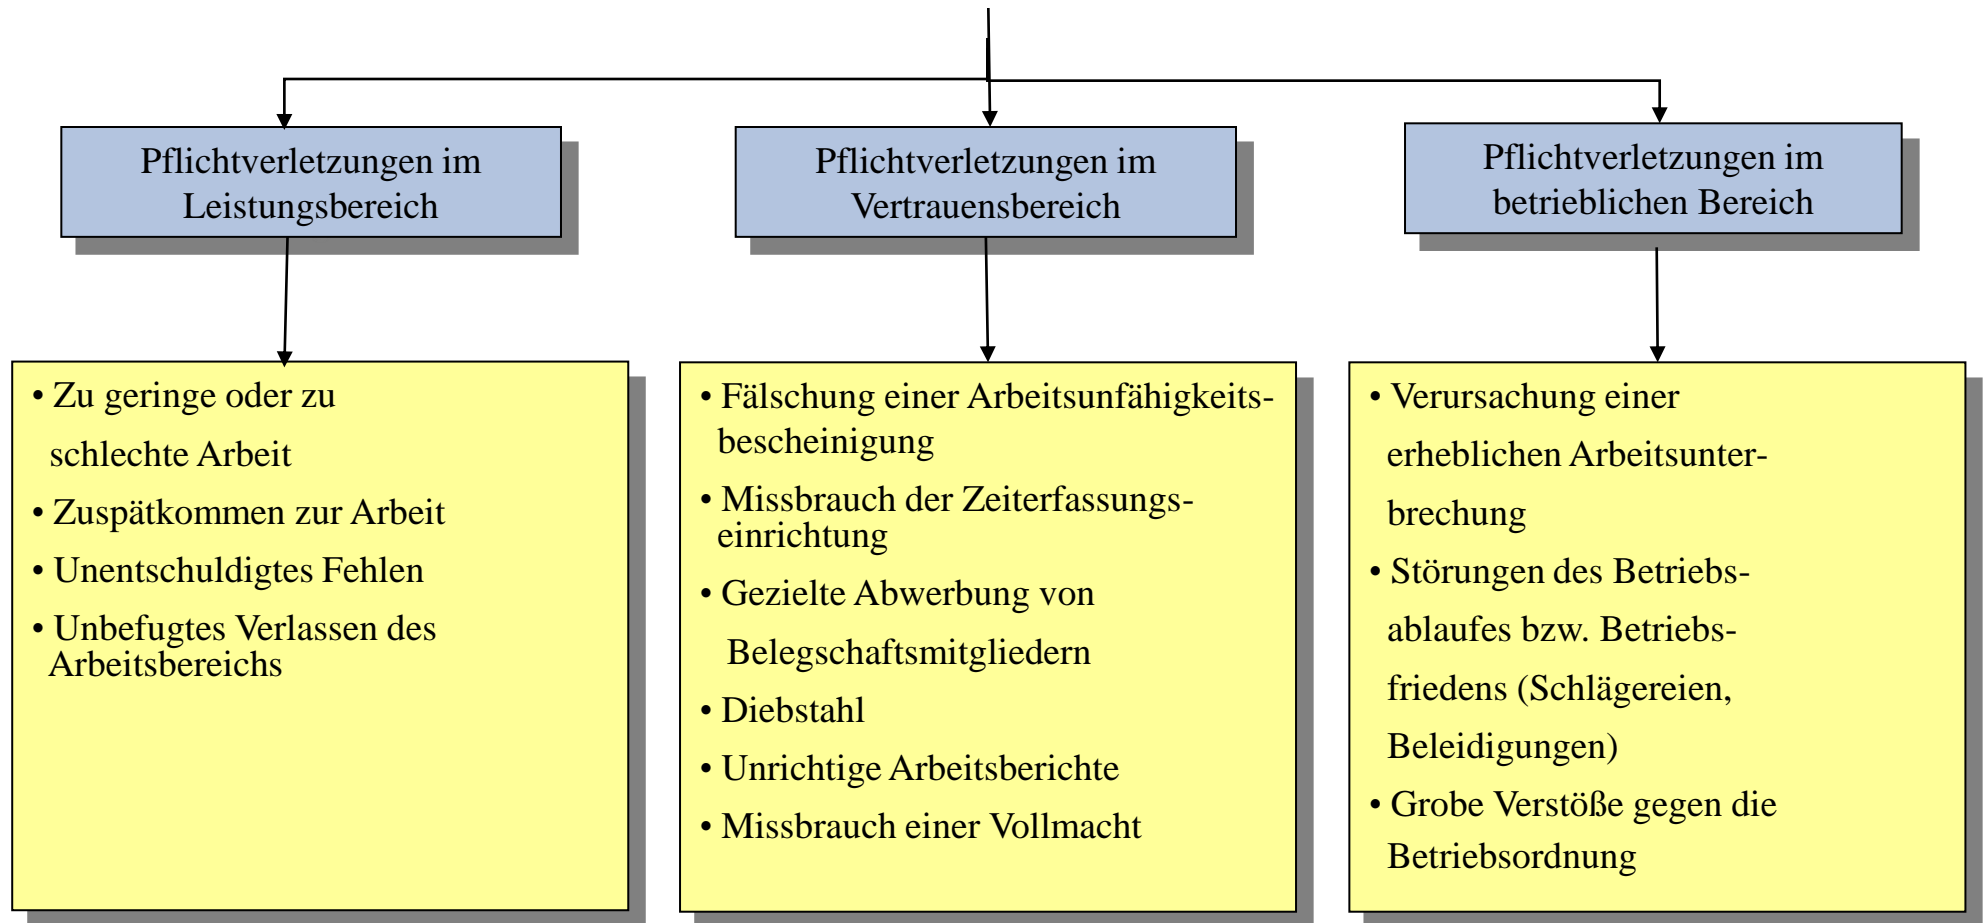 Pflichtverletzungen im
Leistungsbereich
Pflichtverletzungen im
Vertrauensbereich
Pflichtverletzungen im
betrieblichen Bereich
• Zu geringe oder zu
schlechte Arbeit
• Zuspätkommen zur Arbeit
• Unentschuldigtes Fehlen
• Unbefugtes Verlassen des
Arbeitsbereichs
• Fälschung einer Arbeitsunfähigkeits-
bescheinigung
• Missbrauch der Zeiterfassungs-
einrichtung
• Gezielte Abwerbung von
Belegschaftsmitgliedern
• Diebstahl
• Unrichtige Arbeitsberichte
• Missbrauch einer Vollmacht
• Verursachung einer
erheblichen Arbeitsunter-
brechung
• Störungen des Betriebs-
ablaufes bzw. Betriebs-
friedens (Schlägereien,
Beleidigungen)
• Grobe Verstöße gegen die
Betriebsordnung